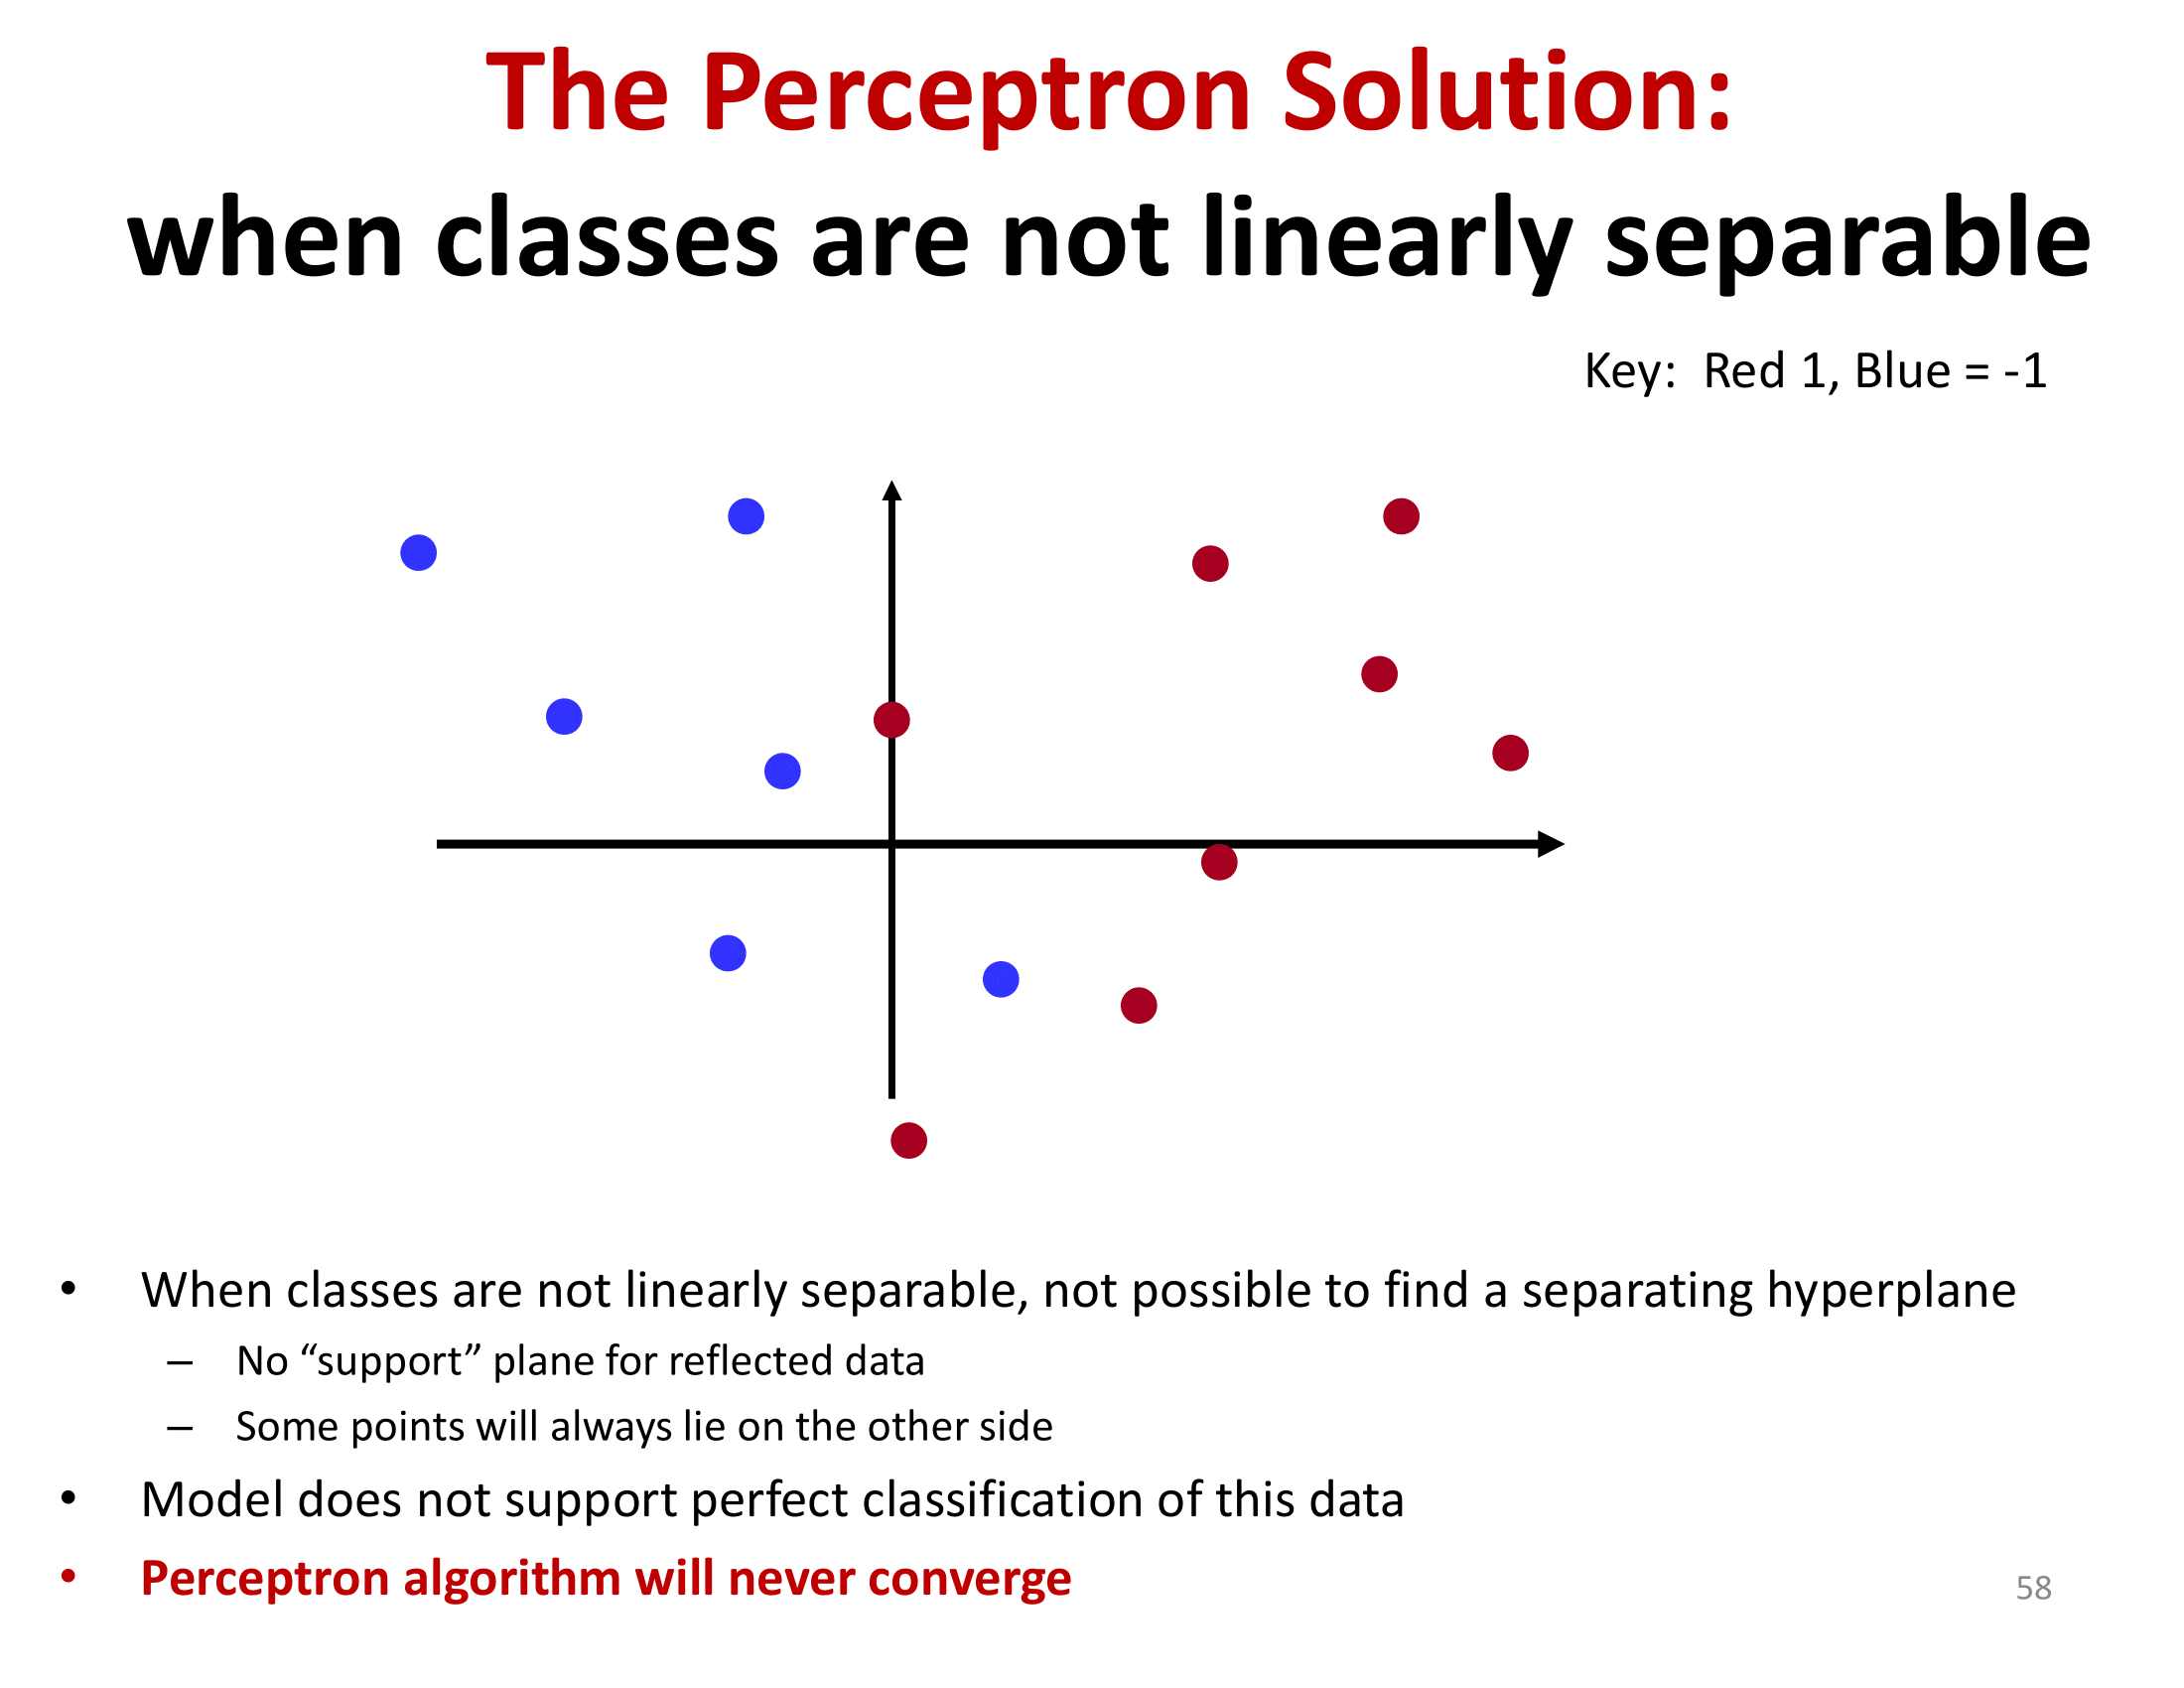 The Perceptron Solution:
when classes are not linearly separable
Key: Red 1, Blue = -1
• When classes are not linearly separable, not possible to find a separating hyperplane
– No “support” plane for reflected data
– Some points will always lie on the other side
• Model does not support perfect classification of this data
• Perceptron algorithm will never converge
58